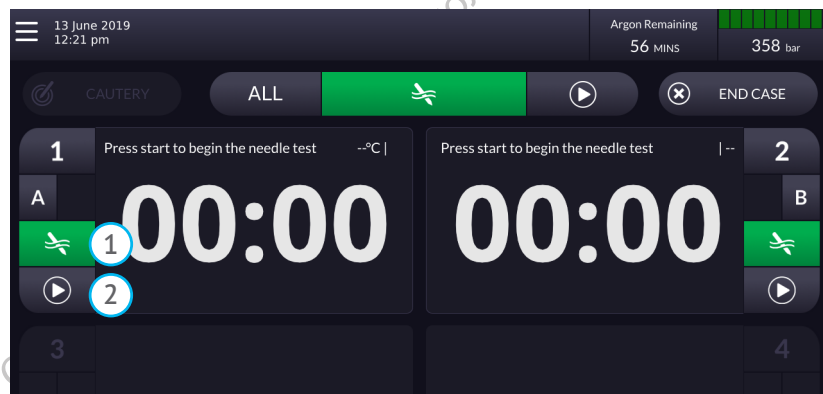 13 June 2019
12:21 pm
Argon Remaining
56 MINS
358 bar
CAUTERY
ALL
END CASE
1
Press start to begin the needle test --°C |
A
00:00
1
2
Press start to begin the needle test | --
2
B
00:00
3
4